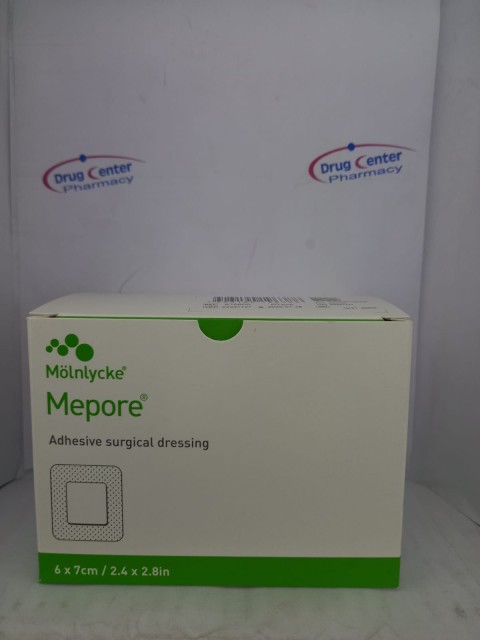 Drug Center
Pharmacy
Drug Center
Pharmacy
Mölnlycke®
Mepore®
Adhesive surgical dressing
6 x 7cm / 2.4 x 2.8in